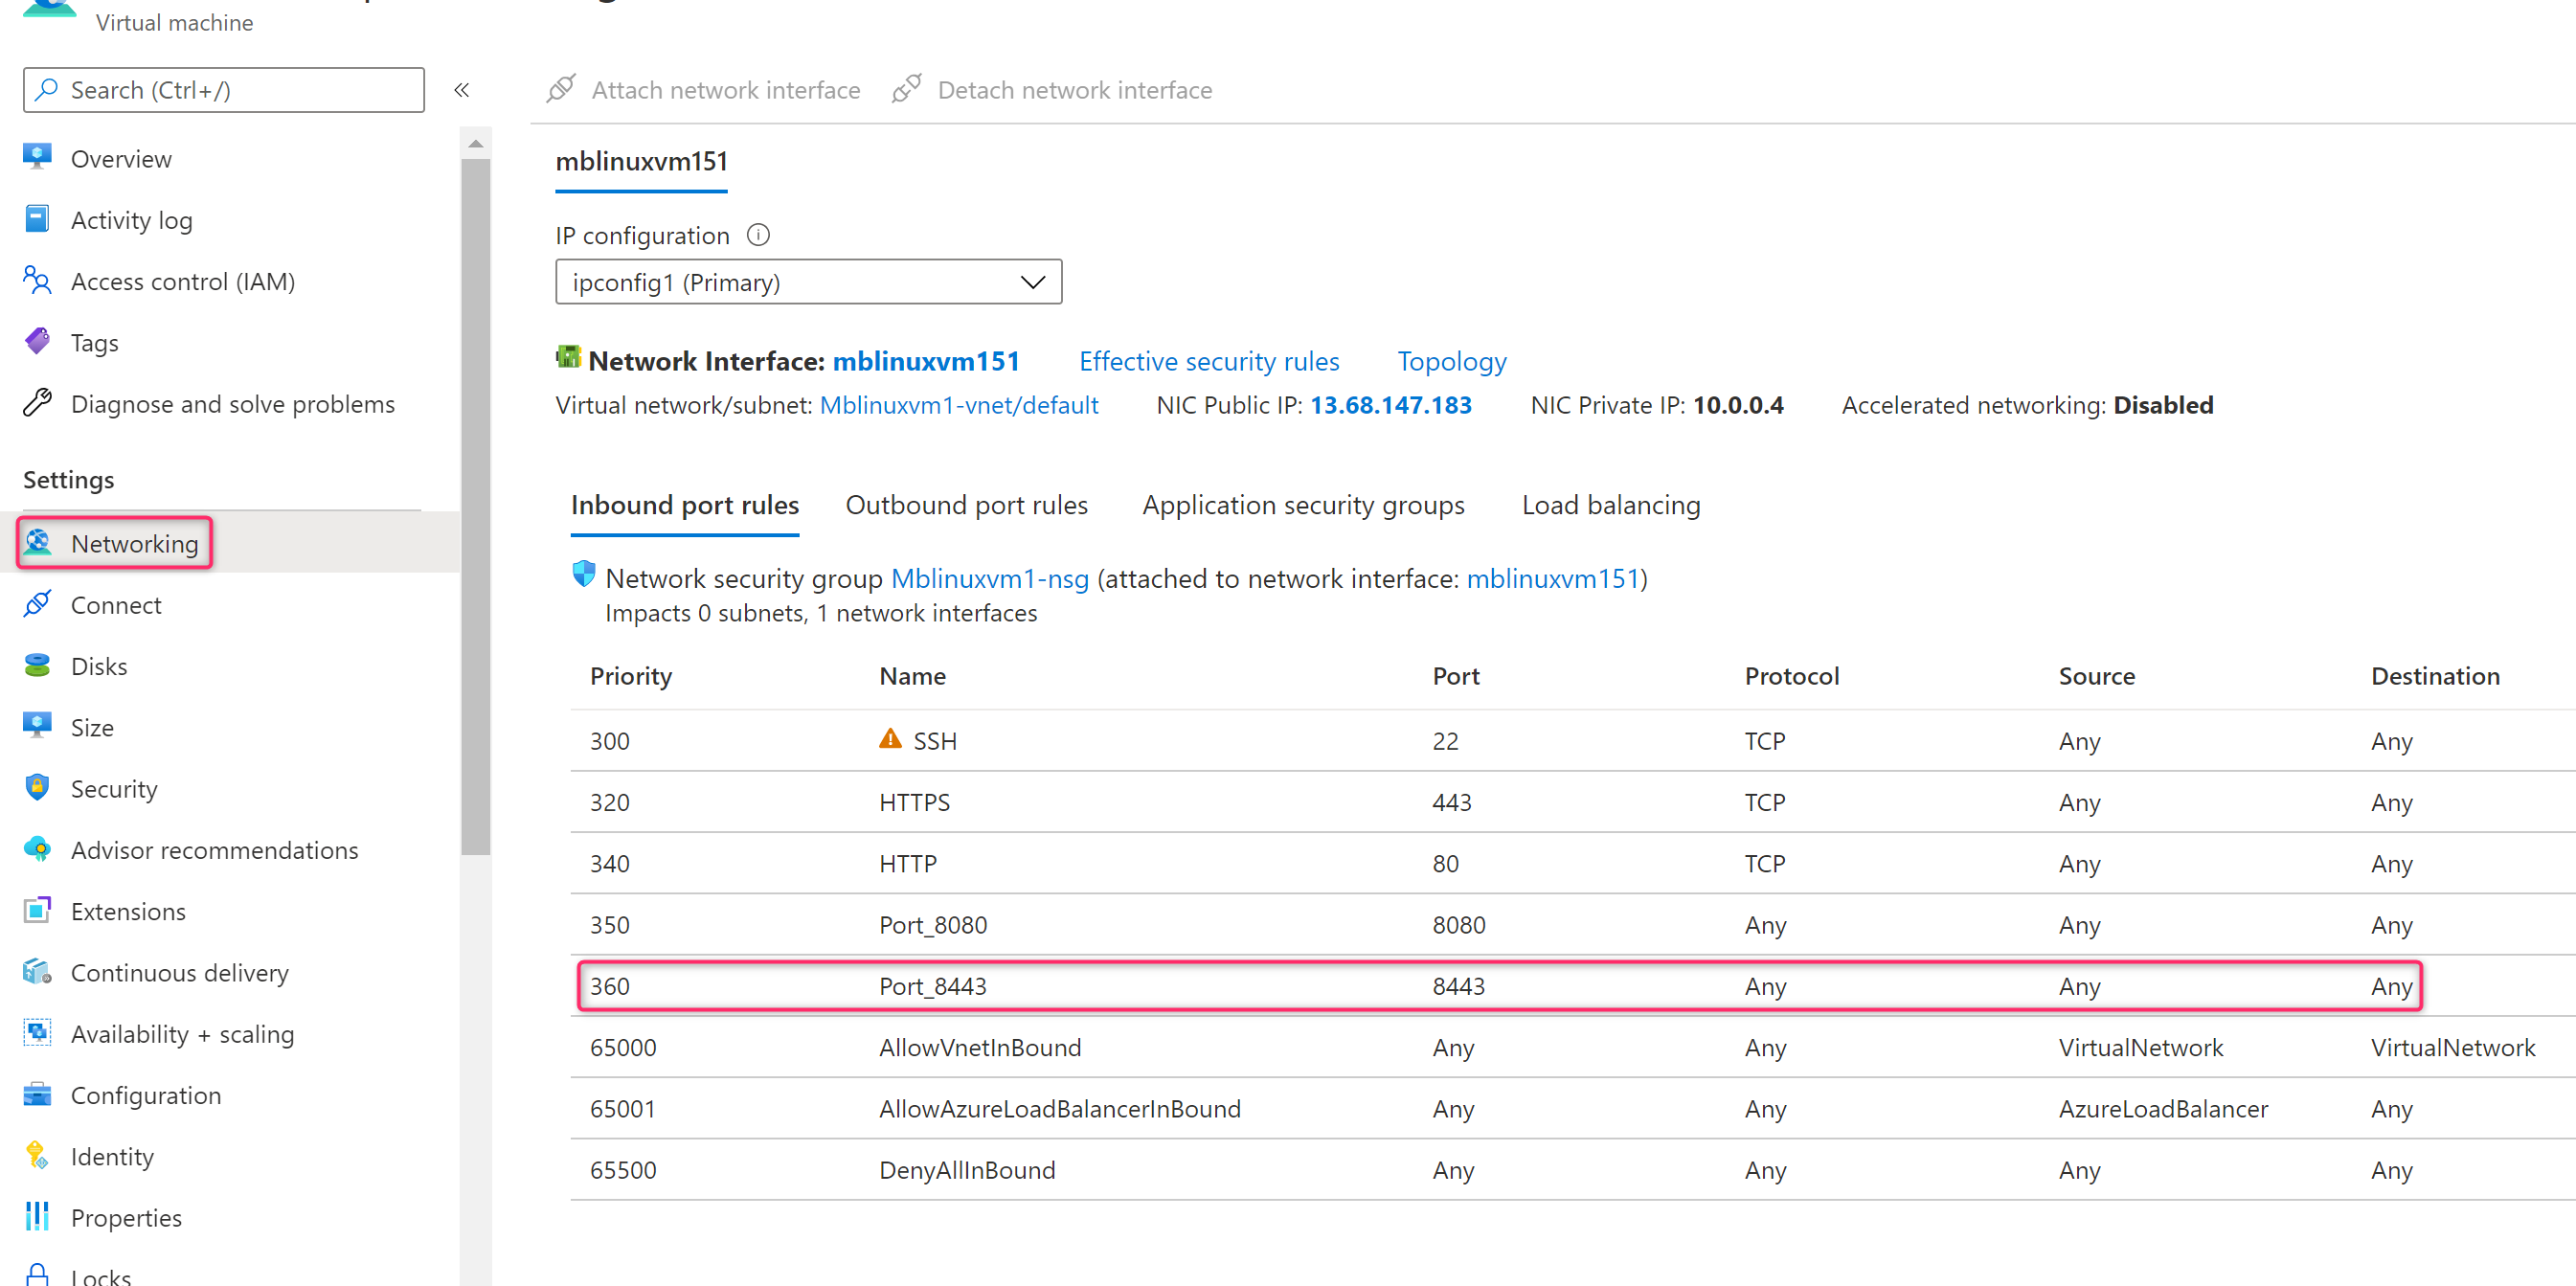 Virtual machine
Search (Ctrl+/)
«
Attach network interface
Detach network interface
Overview
Activity log
Access control (IAM)
Tags
Diagnose and solve problems
Settings
Networking
Connect
Disks
Size
Security
Advisor recommendations
Extensions
Continuous delivery
Availability + scaling
Configuration
Identity
Properties
Locks
mblinuxvm151
IP configuration
ipconfig1 (Primary)
Network Interface: mblinuxvm151 Effective security rules Topology
Virtual network/subnet: Mblinuxvm1-vnet/default NIC Public IP: 13.68.147.183 NIC Private IP: 10.0.0.4 Accelerated networking: Disabled
Inbound port rules Outbound port rules Application security groups Load balancing
Network security group Mblinuxvm1-nsg (attached to network interface: mblinuxvm151)
Impacts 0 subnets, 1 network interfaces
Priority Name Port Protocol Source Destination
300 SSH 22 TCP Any Any
320 HTTPS 443 TCP Any Any
340 HTTP 80 TCP Any Any
350 Port_8080 8080 Any Any Any
360 Port_8443 8443 Any Any Any
65000 AllowVnetInBound Any Any VirtualNetwork VirtualNetwork
65001 AllowAzureLoadBalancerInBound Any Any AzureLoadBalancer Any
65500 DenyAllInBound Any Any Any Any